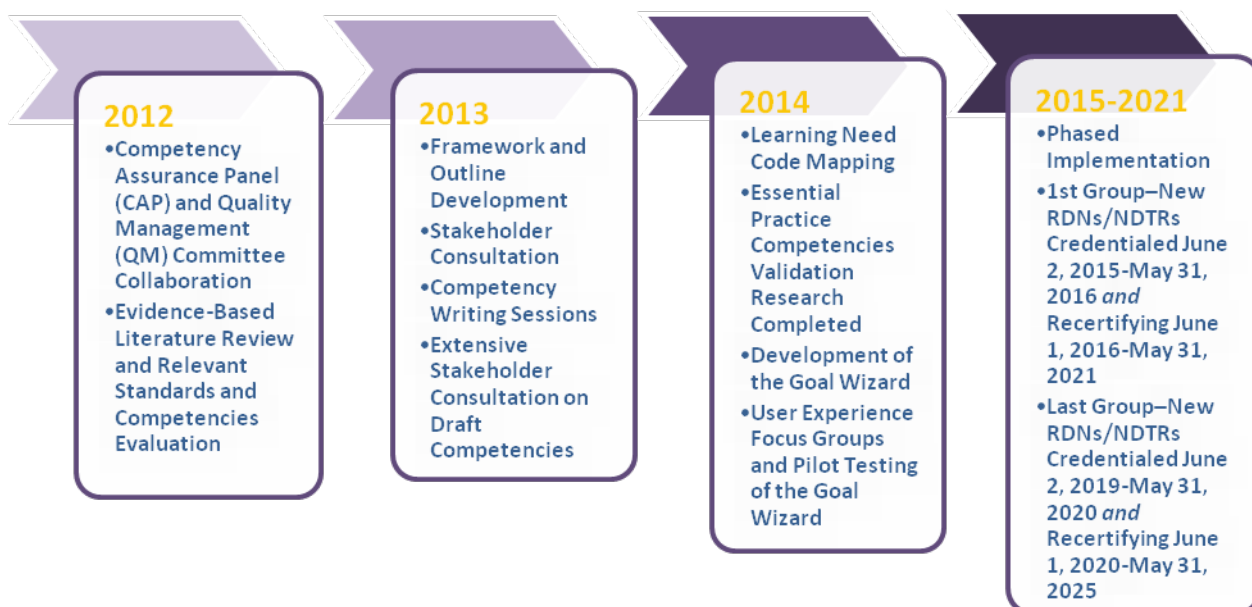 2012
•Competency
Assurance Panel
(CAP) and Quality
Management
(QM) Committee
Collaboration
•Evidence-Based
Literature Review
and Relevant
Standards and
Competencies
Evaluation
2013
•Framework and
Outline
Development
•Stakeholder
Consultation
•Competency
Writing Sessions
•Extensive
Stakeholder
Consultation on
Draft
Competencies
2014
•Learning Need
Code Mapping
•Essential
Practice
Competencies
Validation
Research
Completed
•Development of
the Goal Wizard
•User Experience
Focus Groups
and Pilot Testing
of the Goal
Wizard
2015-2021
•Phased
Implementation
•1st Group–New
RDNs/NDTRs
Credentialed June
2, 2015-May 31,
2016 and
Recertifying June
1, 2016-May 31,
2021
•Last Group–New
RDNs/NDTRs
Credentialed June
2, 2019-May 31,
2020 and
Recertifying June
1, 2020-May 31,
2025